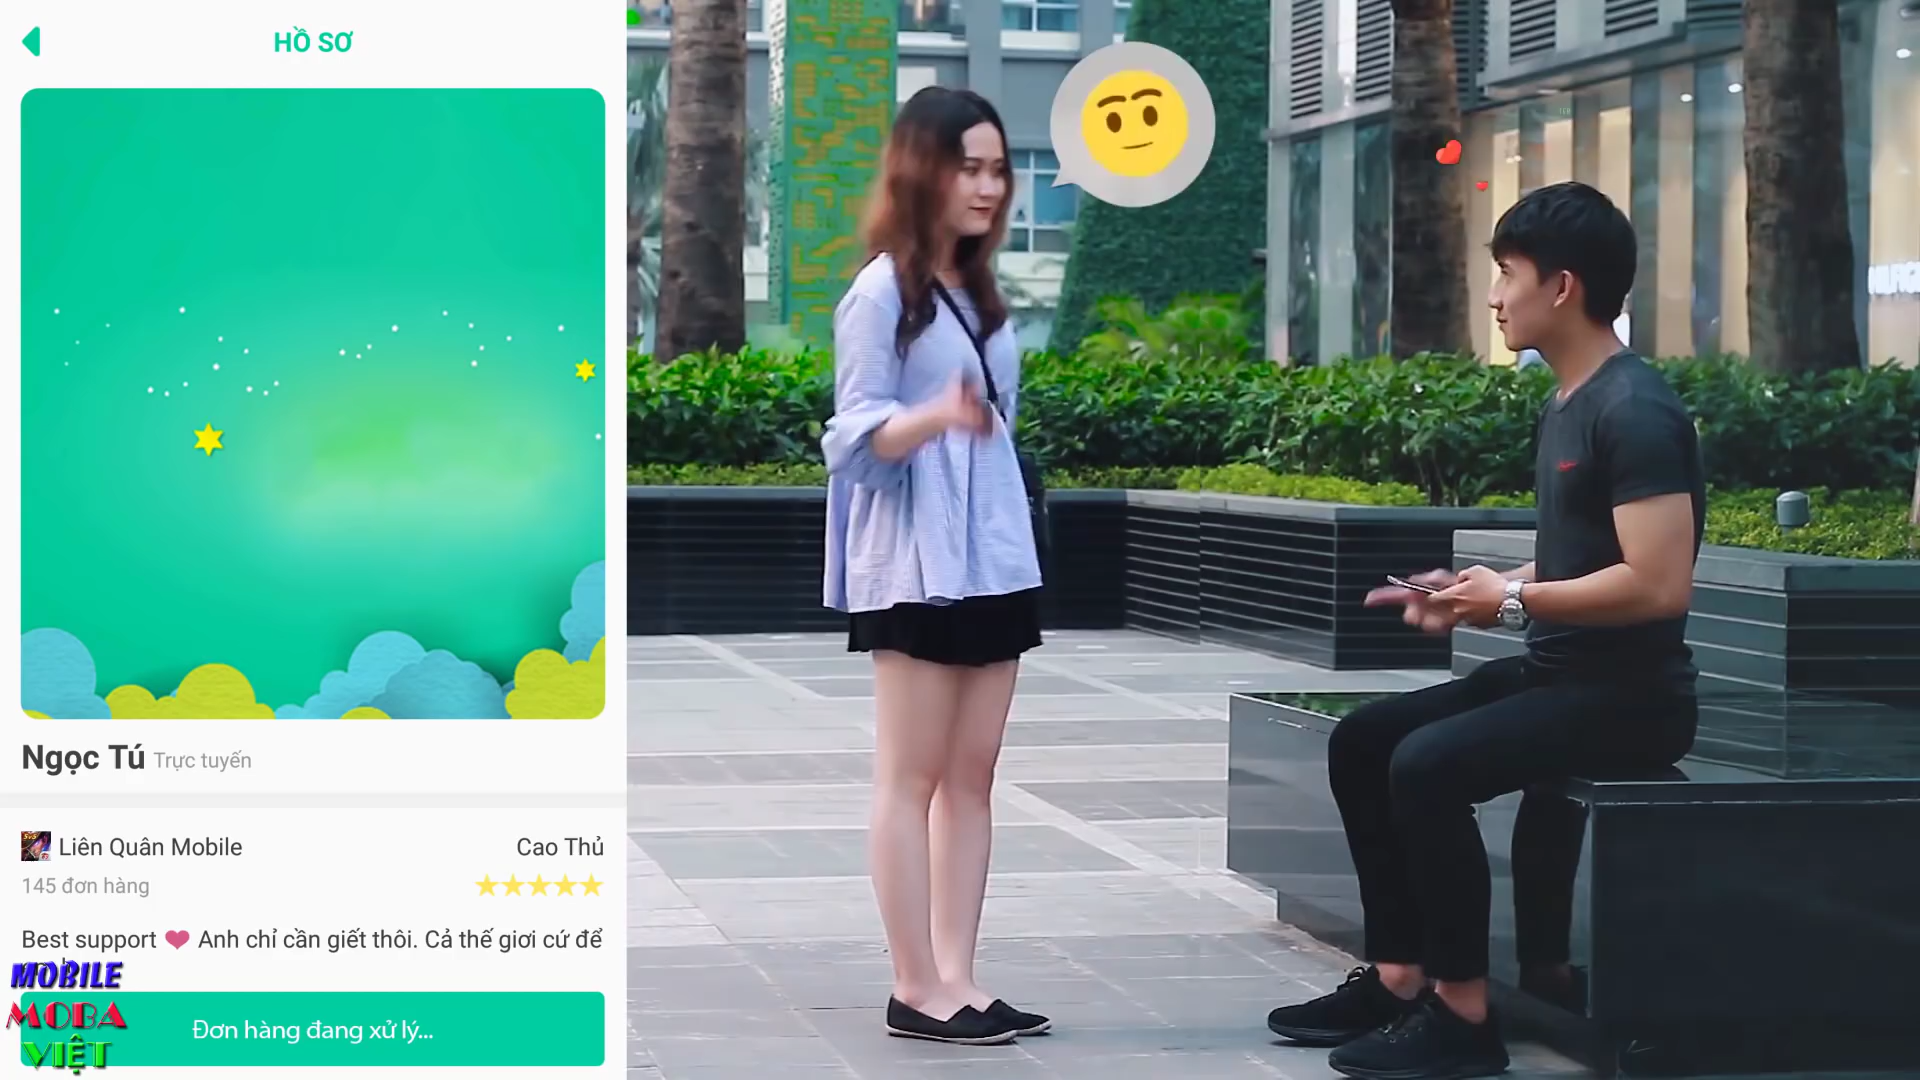 HỒ SƠ
Ngọc Tú Trực tuyến
Liên Quân Mobile
Cao Thủ
145 đơn hàng
Best support ❤ Anh chỉ cần giết thôi. Cả thế giơi cứ để
MOBILE
MOBA
VIỆT
Đơn hàng đang xử lý...